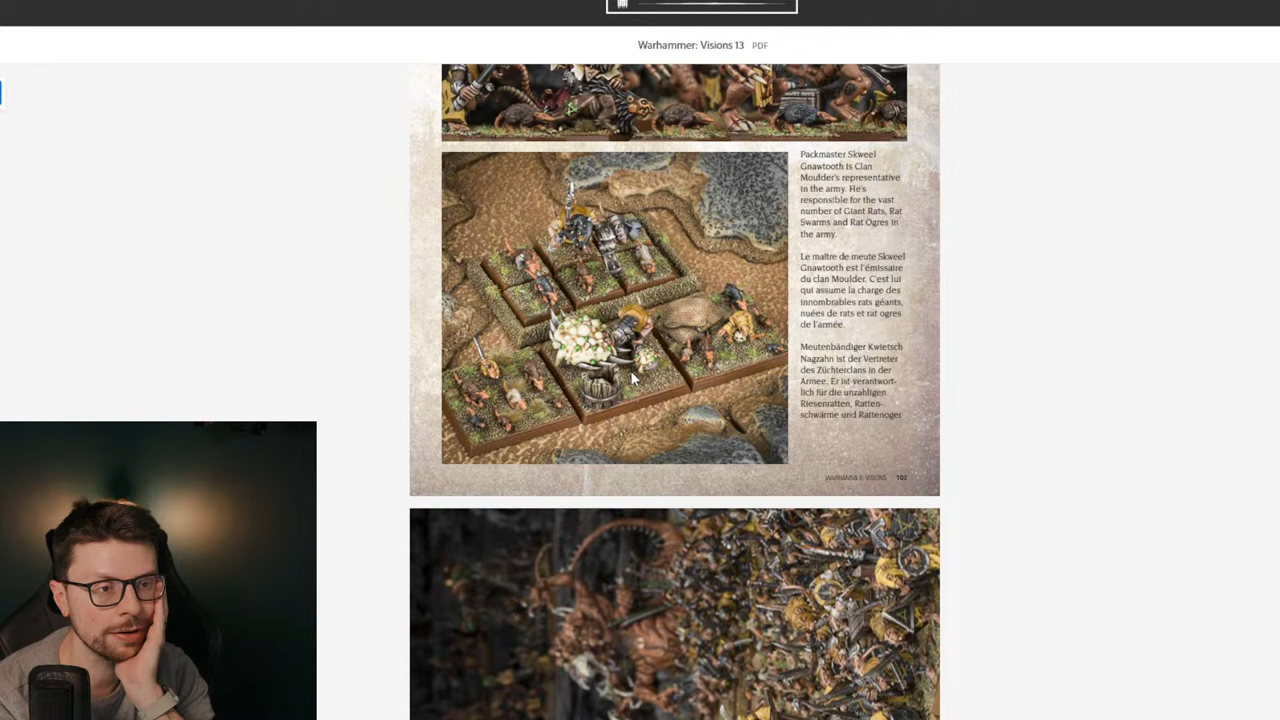 Warhammer: Visions 13 PDF
Packmaster Skweel
Gnawtooth is Clan
Moulder's representative
in the army. He's
responsible for the vast
number of Giant Rats, Rat
Swarms and Rat Ogres in
the army.
Le maître de meute Skweel
Gnawtooth est l'émissaire
du clan Moulder. C'est lui
qui assume la charge des
innombrables rats géants,
nuées de rats et rat ogres
de l'armée.
Meutenbändiger Kwietsch
Nagzahn ist der Vertreter
des Züchterclans in der
Armee. Er ist verantwort-
lich für die unzahligen
Riesenratten, Ratten-
schwärme und Rattenoger
WARHAMMER: VISIONS 102